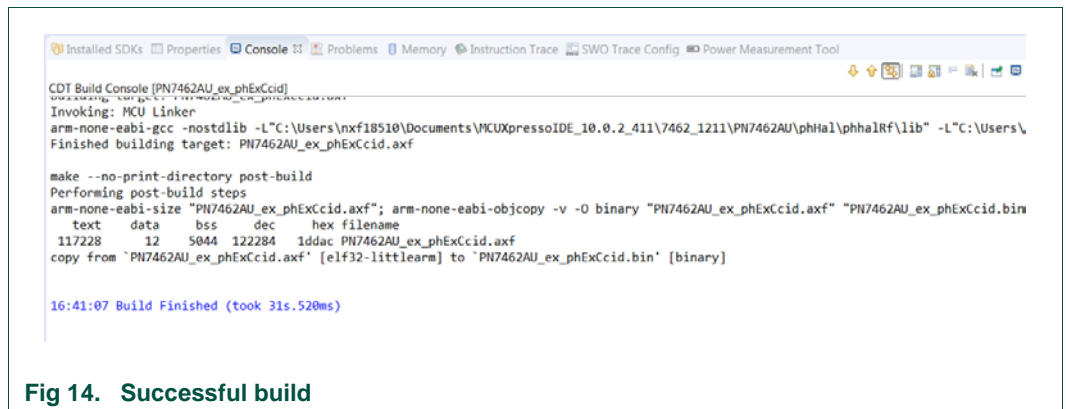 Installed SDKs Properties Console Problems Memory Instruction Trace SWO Trace Config Power Measurement Tool
CDT Build Console [PN7462AU_ex_phExCcid]
Building target: PN7462AU_ex_phExCcid.axf
Invoking: MCU Linker
arm-none-eabi-gcc -nostdlib -L"C:\Users\nxf18510\Documents\MCUXpressoIDE_10.0.2_411\7462_1211\PN7462AU\phHal\phhalRf\lib" -L"C:\Users\
Finished building target: PN7462AU_ex_phExCcid.axf
make --no-print-directory post-build
Performing post-build steps
arm-none-eabi-size "PN7462AU_ex_phExCcid.axf"; arm-none-eabi-objcopy -v -O binary "PN7462AU_ex_phExCcid.axf" "PN7462AU_ex_phExCcid.bin
text data bss dec hex filename
117228 12 5044 122284 1ddac PN7462AU_ex_phExCcid.axf
copy from `PN7462AU_ex_phExCcid.axf' [elf32-littlearm] to `PN7462AU_ex_phExCcid.bin' [binary]
16:41:07 Build Finished (took 31s.520ms)
Fig 14. Successful build